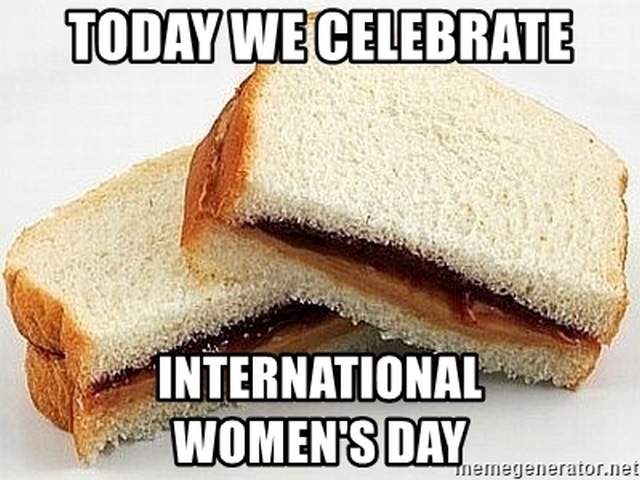 TODAY WE CELEBRATE
INTERNATIONAL
WOMEN'S DAY
memegenerator.net